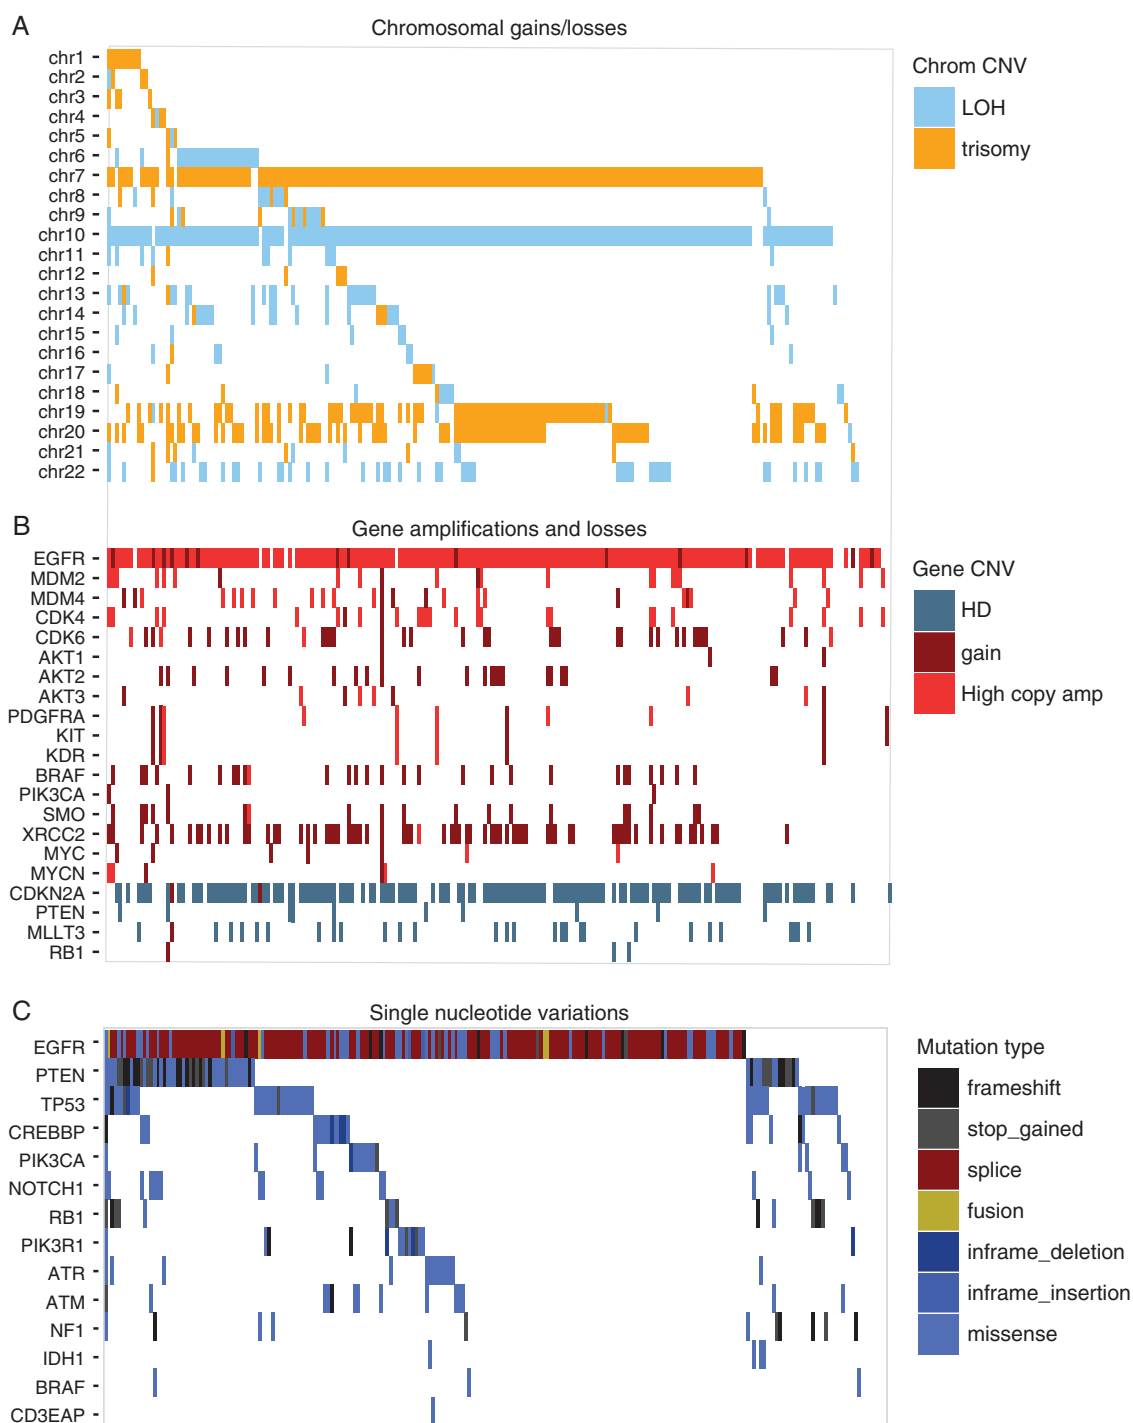 A
Chromosomal gains/losses
chr1
chr2
chr3
chr4
chr5
chr6
chr7
chr8
chr9
chr10
chr11
chr12
chr13
chr14
chr15
chr16
chr17
chr18
chr19
chr20
chr21
chr22
Chrom CNV
LOH
trisomy
B
Gene amplifications and losses
EGFR
MDM2
MDM4
CDK4
CDK6
AKT1
AKT2
AKT3
PDGFRA
KIT
KDR
BRAF
PIK3CA
SMO
XRCC2
MYC
MYCN
CDKN2A
PTEN
MLLT3
RB1
Gene CNV
HD
gain
High copy amp
C
Single nucleotide variations
EGFR
PTEN
TP53
CREBBP
PIK3CA
NOTCH1
RB1
PIK3R1
ATR
ATM
NF1
IDH1
BRAF
CD3EAP
Mutation type
frameshift
stop_gained
splice
fusion
inframe_deletion
inframe_insertion
missense